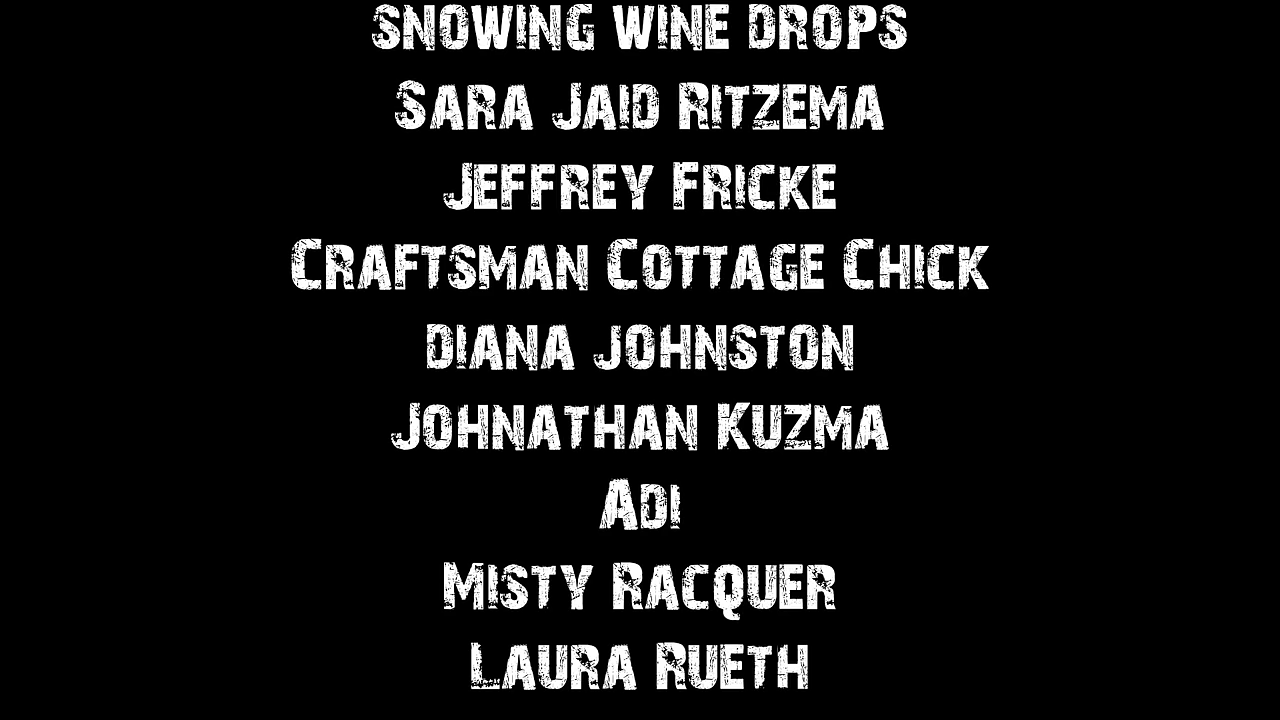 snowing wine drops
Sara Jaid Ritzema
Jeffrey Fricke
Craftsman Cottage Chick
diana johnston
Johnathan Kuzma
Adi
Misty Racquer
Laura Rueth